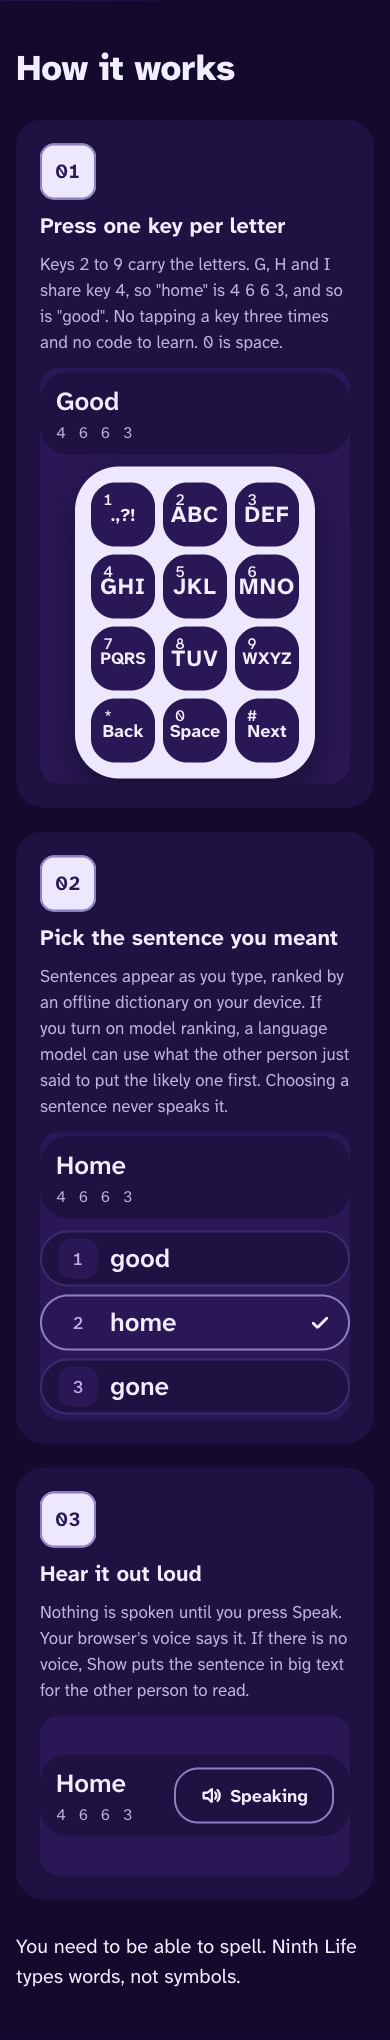 How it works
01
Press one key per letter
Keys 2 to 9 carry the letters. G, H and I
share key 4, so "home" is 4 6 6 3, and so
is "good". No tapping a key three times
and no code to learn. 0 is space.
Good
4 6 6 3
1 2 3
.,?! ABC DEF
4 5 6
GHI JKL MNO
7 8 9
PQRS TUV WXYZ
* 0 #
Back Space Next
02
Pick the sentence you meant
Sentences appear as you type, ranked by
an offline dictionary on your device. If
you turn on model ranking, a language
model can use what the other person just
said to put the likely one first. Choosing a
sentence never speaks it.
Home
4 6 6 3
1 good
2 home
3 gone
03
Hear it out loud
Nothing is spoken until you press Speak.
Your browser's voice says it. If there is no
voice, Show puts the sentence in big text
for the other person to read.
Home
4 6 6 3
Speaking
You need to be able to spell. Ninth Life
types words, not symbols.